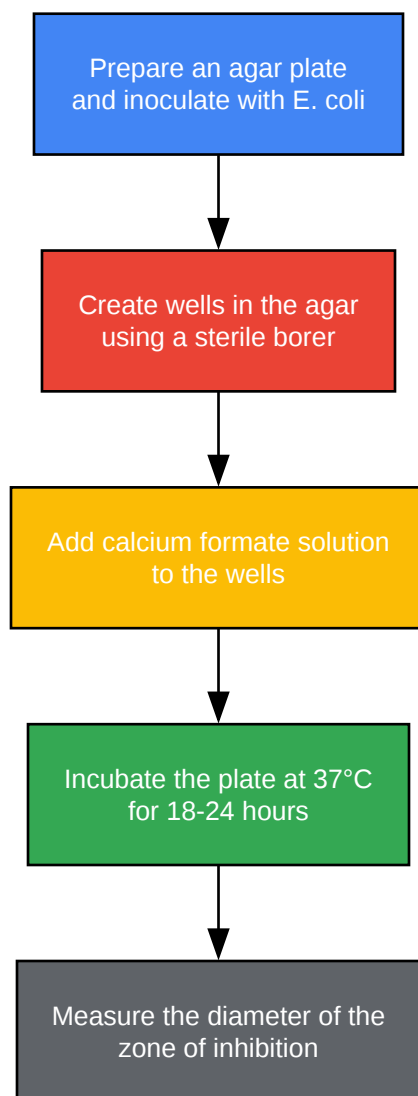 Prepare an agar plate
and inoculate with E. coli
Create wells in the agar
using a sterile borer
Add calcium formate solution
to the wells
Incubate the plate at 37°C
for 18-24 hours
Measure the diameter of the
zone of inhibition